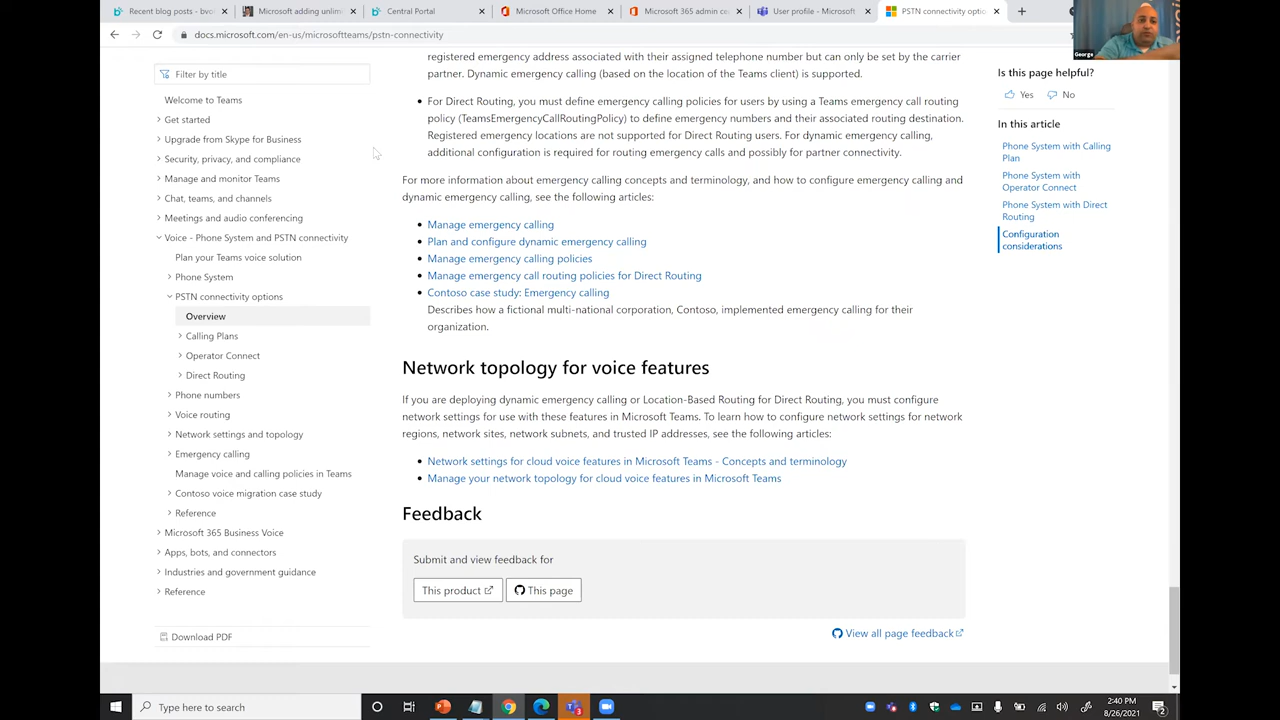 Recent blog posts - bvo
Microsoft adding unlim
Central Portal
Microsoft Office Home
Microsoft 365 admin ce
User profile - Microsoft
PSTN connectivity optio
docs.microsoft.com/en-us/microsoftteams/pstn-connectivity
George
Filter by title
Welcome to Teams
Get started
Upgrade from Skype for Business
Security, privacy, and compliance
Manage and monitor Teams
Chat, teams, and channels
Meetings and audio conferencing
Voice - Phone System and PSTN connectivity
Plan your Teams voice solution
Phone System
PSTN connectivity options
Overview
Calling Plans
Operator Connect
Direct Routing
Phone numbers
Voice routing
Network settings and topology
Emergency calling
Manage voice and calling policies in Teams
Contoso voice migration case study
Reference
Microsoft 365 Business Voice
Apps, bots, and connectors
Industries and government guidance
Reference
Download PDF
registered emergency address associated with their assigned telephone number but can only be set by the carrier
partner. Dynamic emergency calling (based on the location of the Teams client) is supported.
• For Direct Routing, you must define emergency calling policies for users by using a Teams emergency call routing
policy (TeamsEmergencyCallRoutingPolicy) to define emergency numbers and their associated routing destination.
Registered emergency locations are not supported for Direct Routing users. For dynamic emergency calling,
additional configuration is required for routing emergency calls and possibly for partner connectivity.
For more information about emergency calling concepts and terminology, and how to configure emergency calling and
dynamic emergency calling, see the following articles:
• Manage emergency calling
• Plan and configure dynamic emergency calling
• Manage emergency calling policies
• Manage emergency call routing policies for Direct Routing
• Contoso case study: Emergency calling
Describes how a fictional multi-national corporation, Contoso, implemented emergency calling for their
organization.
Network topology for voice features
If you are deploying dynamic emergency calling or Location-Based Routing for Direct Routing, you must configure
network settings for use with these features in Microsoft Teams. To learn how to configure network settings for network
regions, network sites, network subnets, and trusted IP addresses, see the following articles:
• Network settings for cloud voice features in Microsoft Teams - Concepts and terminology
• Manage your network topology for cloud voice features in Microsoft Teams
Feedback
Submit and view feedback for
This product
This page
View all page feedback
Is this page helpful?
Yes
No
In this article
Phone System with Calling
Plan
Phone System with
Operator Connect
Phone System with Direct
Routing
Configuration
considerations
Type here to search
3
2:40 PM
8/26/2021
2